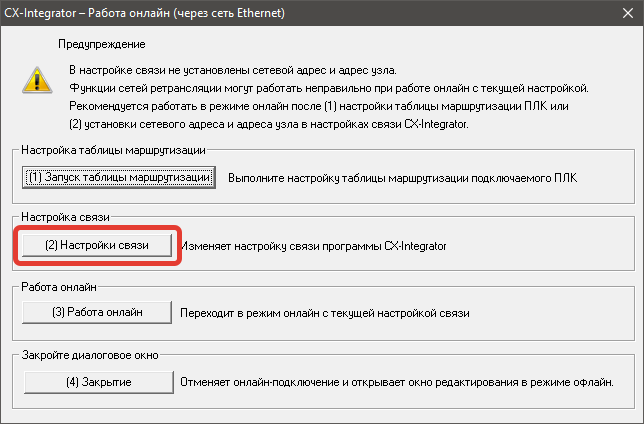 CX-Integrator – Работа онлайн (через сеть Ethernet)
Предупреждение
В настройке связи не установлены сетевой адрес и адрес узла.
Функции сетей ретрансляции могут работать неправильно при работе онлайн с текущей настройкой.
Рекомендуется работать в режиме онлайн после (1) настройки таблицы маршрутизации ПЛК или
(2) установки сетевого адреса и адреса узла в настройках связи CX-Integrator.
Настройка таблицы маршрутизации
(1) Запуск таблицы маршрутизации Выполните настройку таблицы маршрутизации подключаемого ПЛК
Настройка связи
(2) Настройки связи Изменяет настройку связи программы CX-Integrator
Работа онлайн
(3) Работа онлайн Переходит в режим онлайн с текущей настройкой связи
Закройте диалоговое окно
(4) Закрытие Отменяет онлайн-подключение и открывает окно редактирования в режиме офлайн.